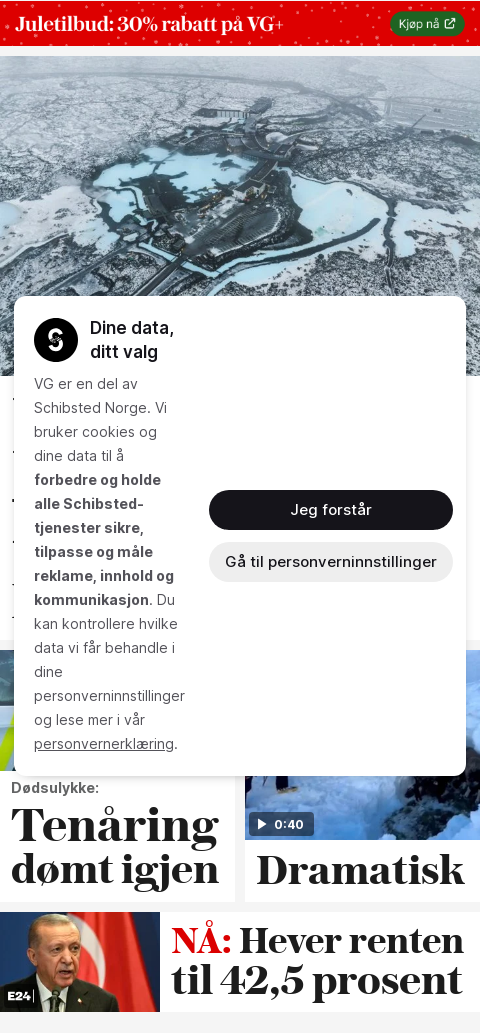 Juletilbud: 30% rabatt på VG+
Kjøp nå
Dine data,
ditt valg
VG er en del av
Schibsted Norge. Vi
bruker cookies og
dine data til å
forbedre og holde
alle Schibsted-
tjenester sikre,
tilpasse og måle
reklame, innhold og
kommunikasjon. Du
kan kontrollere hvilke
data vi får behandle i
dine
personverninnstillinger
og lese mer i vår
personvernerklæring.
Jeg forstår
Gå til personverninnstillinger
Dødsulykke:
Tenåring
dømt igjen
0:40
Dramatisk
E24
NÅ: Hever renten
til 42,5 prosent